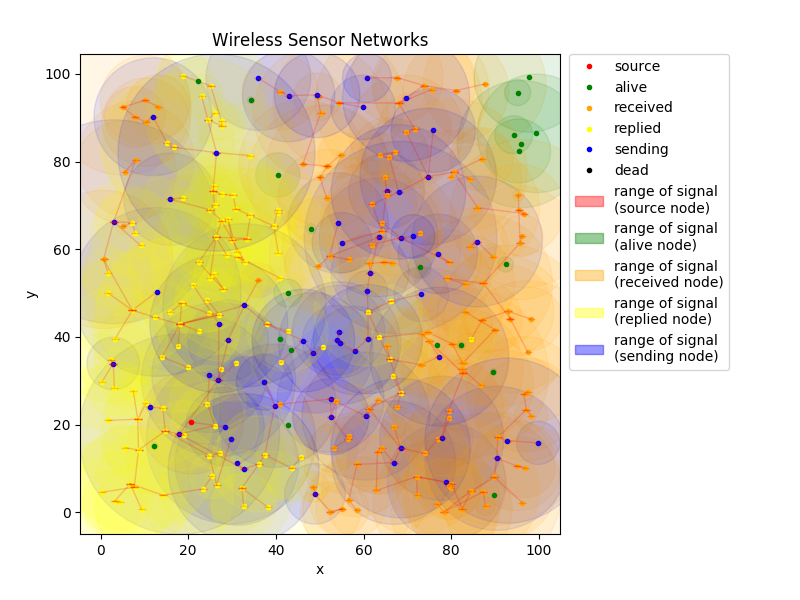 Wireless Sensor Networks
100
80
60
40
20
0
y
0 20 40 60 80 100
x
source
alive
received
replied
sending
dead
range of signal
(source node)
range of signal
(alive node)
range of signal
(received node)
range of signal
(replied node)
range of signal
(sending node)